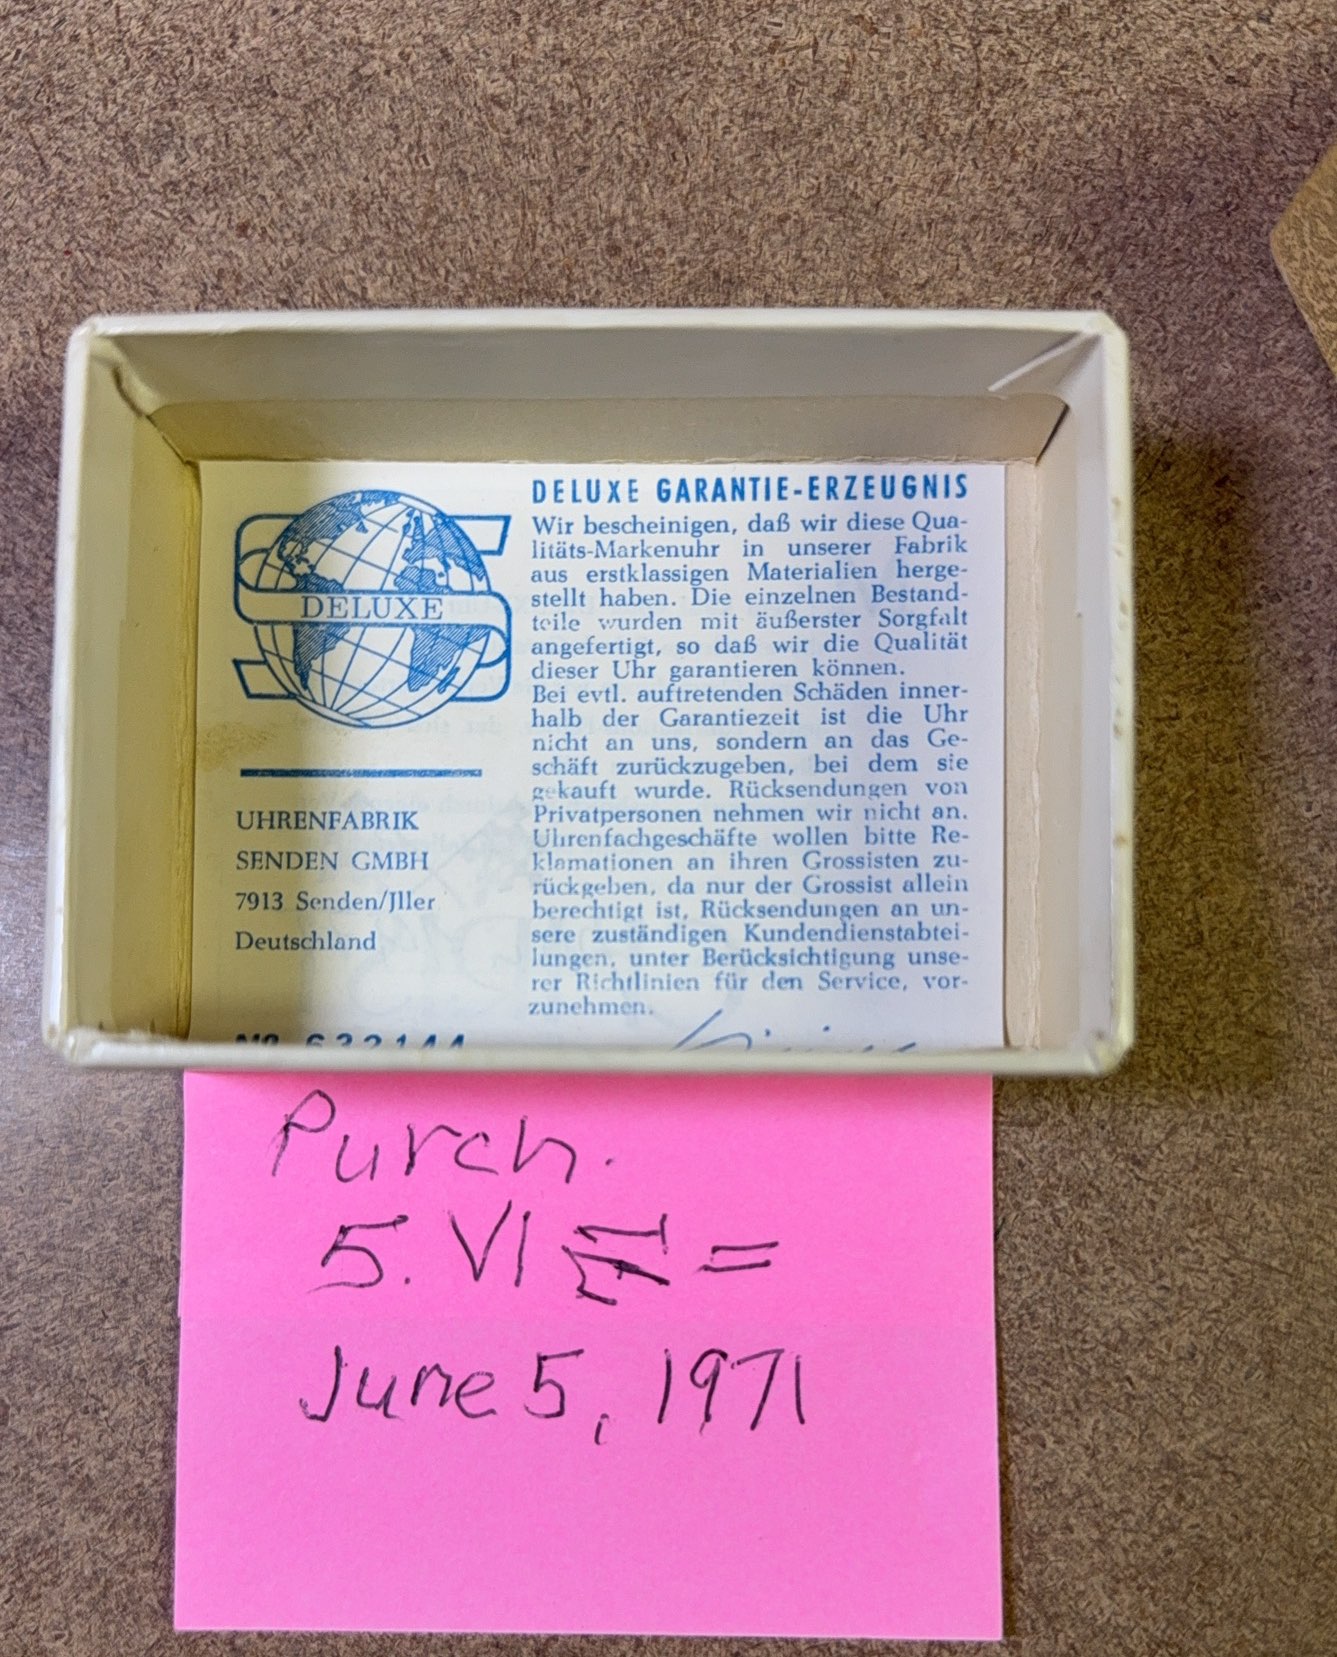 DELUXE
UHRENFABRIK
SENDEN GMBH
7913 Senden/Jller
Deutschland
DELUXE GARANTIE-ERZEUGNIS
Wir bescheinigen, daß wir diese Qua-
litäts-Markenuhr in unserer Fabrik
aus erstklassigen Materialien herge-
stellt haben. Die einzelnen Bestand-
teile wurden mit äußerster Sorgfalt
angefertigt, so daß wir die Qualität
dieser Uhr garantieren können.
Bei evtl. auftretenden Schäden inner-
halb der Garantiezeit ist die Uhr
nicht an uns, sondern an das Ge-
schäft zurückzugeben, bei dem sie
gekauft wurde. Rücksendungen von
Privatpersonen nehmen wir nicht an.
Uhrenfachgeschäfte wollen bitte Re-
klamationen an ihren Grossisten zu-
rückgeben, da nur der Grossist allein
berechtigt ist, Rücksendungen an un-
sere zuständigen Kundendienstabtei-
lungen, unter Berücksichtigung unse-
rer Richtlinien für den Service, vor-
zunehmen.
No 632144
Purch.
5. VI =
June 5, 1971